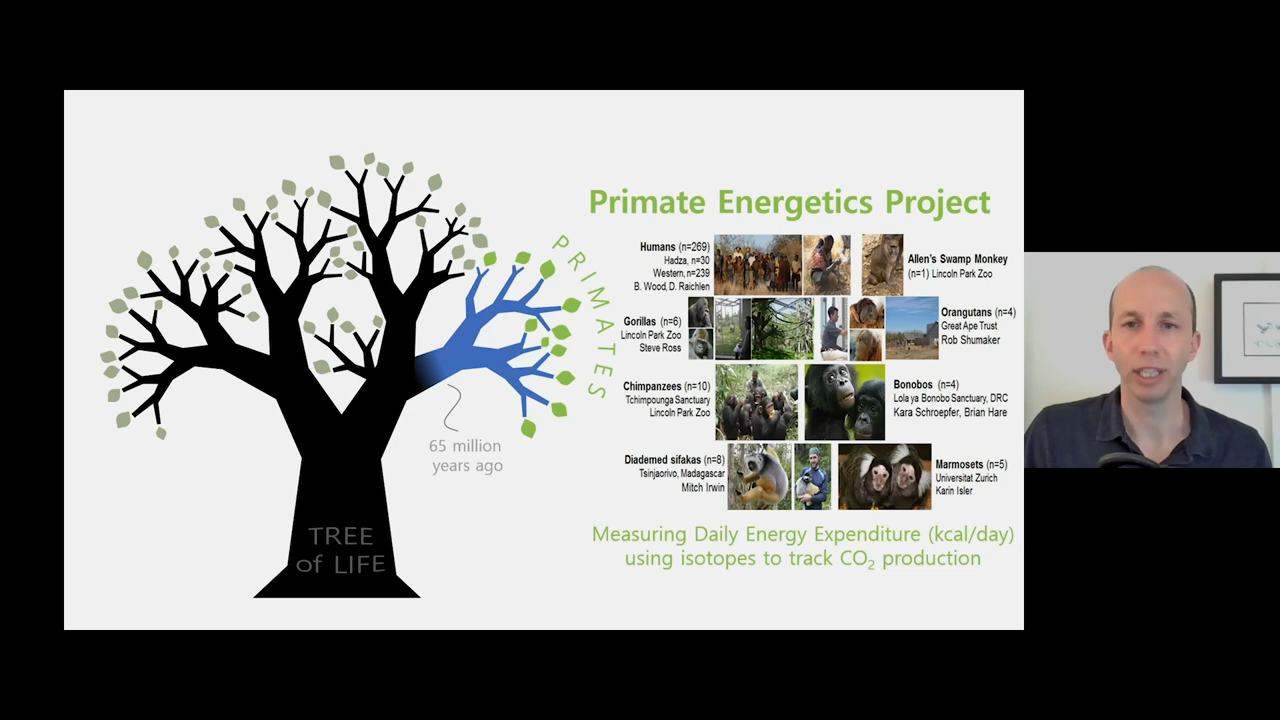 Primate Energetics Project
PRIMATES
65 million
years ago
TREE
of LIFE
Humans (n=269)
Hadza, n=30
Western, n=239
B. Wood, D. Raichlen
Allen's Swamp Monkey
(n=1) Lincoln Park Zoo
Gorillas (n=6)
Lincoln Park Zoo
Steve Ross
Orangutans (n=4)
Great Ape Trust
Rob Shumaker
Chimpanzees (n=10)
Tchimpounga Sanctuary
Lincoln Park Zoo
Bonobos (n=4)
Lola ya Bonobo Sanctuary, DRC
Kara Schroepfer, Brian Hare
Diademed sifakas (n=8)
Tsinjaorivo, Madagascar
Mitch Irwin
Marmosets (n=5)
Universitat Zurich
Karin Isler
Measuring Daily Energy Expenditure (kcal/day)
using isotopes to track CO₂ production